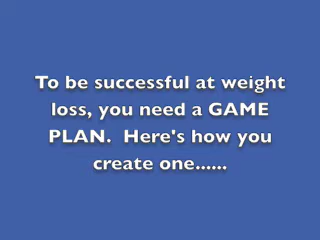 To be successful at weight
loss, you need a GAME
PLAN.  Here's how you
create one......